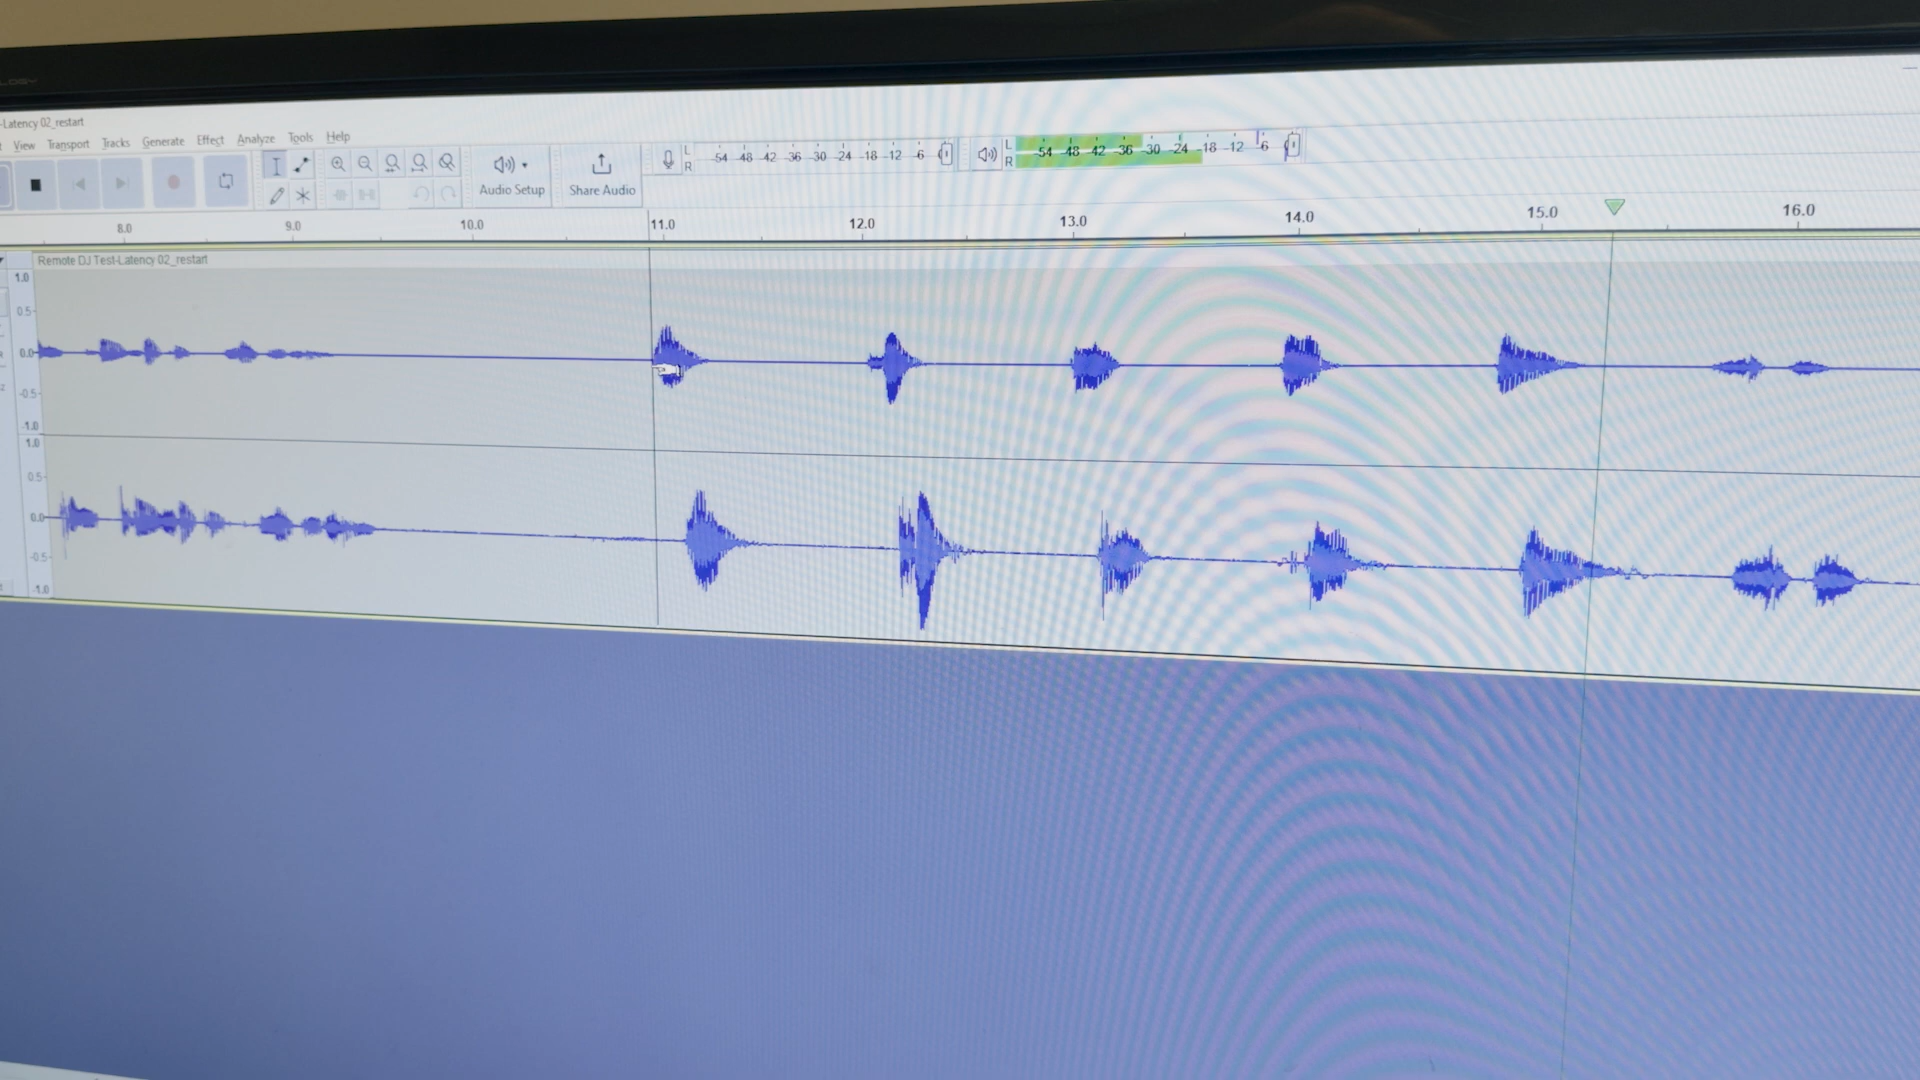 LOGY
-Latency 02_restart
View Transport Tracks Generate Effect Analyze Tools Help
L -54 -48 -42 -36 -30 -24 -18 -12 -6
R
L -54 -48 -42 -36 -30 -24 -18 -12 -6
R
Audio Setup
Share Audio
8.0 9.0 10.0 11.0 12.0 13.0 14.0 15.0 16.0
Remote DJ Test-Latency 02_restart
1.0
0.5
0.0
-0.5
-1.0
1.0
0.5
0.0
-0.5
-1.0